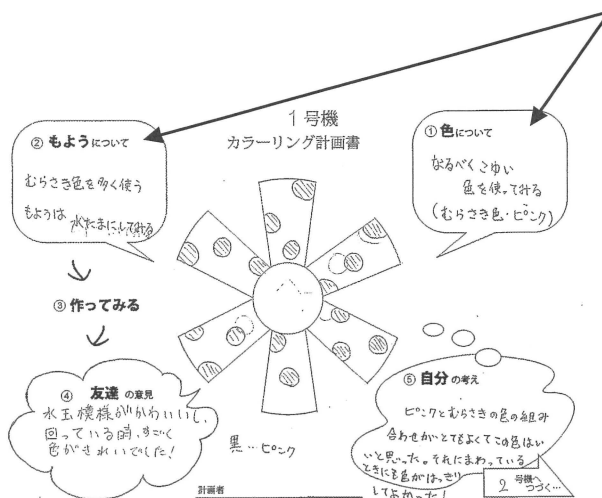 1号機
カラーリング計画書
① 色について
なるべくこゆい
色を使ってみる
(むらさき色・ピンク)
② もようについて
むらさき色を多く使う
もようは 水たまにしてみる
③ 作ってみる
④ 友達 の意見
水玉模様がかわいいし、
回っている時、すごく
色がきれいでした!
黒…ピンク
⑤ 自分 の考え
ピンクとむらさきの色の組み
合わせがとてもよくてこの色はい
いと思った。それにまわっている
ときにも色がはっきり
してよかった!
2 号機へ
つづく…
計画者